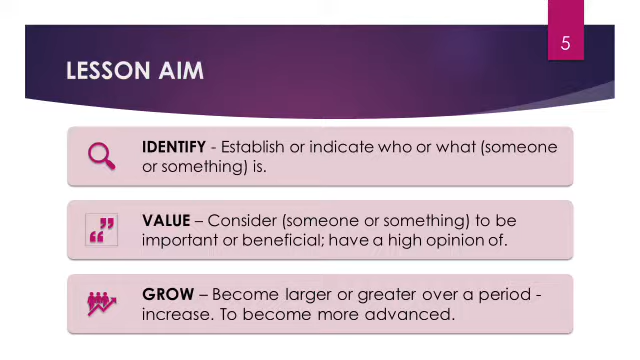 5
LESSON AIM
IDENTIFY - Establish or indicate who or what (someone
or something) is.
VALUE – Consider (someone or something) to be
important or beneficial; have a high opinion of.
GROW – Become larger or greater over a period -
increase. To become more advanced.